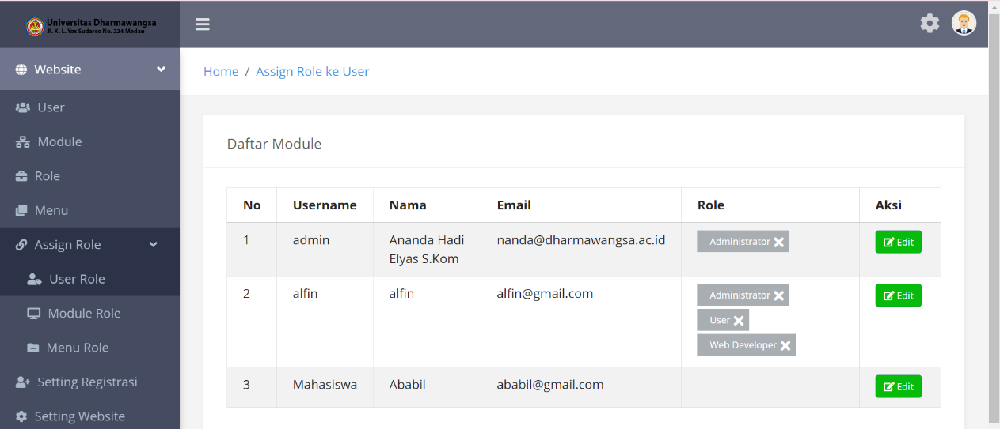 Universitas Dharmawangsa
Jl. K. L. Yos Sudarso No. 224 Medan
Website
User
Module
Role
Menu
Assign Role
User Role
Module Role
Menu Role
Setting Registrasi
Setting Website
Home / Assign Role ke User
Daftar Module
No Username Nama Email Role Aksi
1 admin Ananda Hadi nanda@dharmawangsa.ac.id Administrator Edit
Elyas S.Kom
2 alfin alfin alfin@gmail.com Administrator Edit
User
Web Developer
3 Mahasiswa Ababil ababil@gmail.com Edit